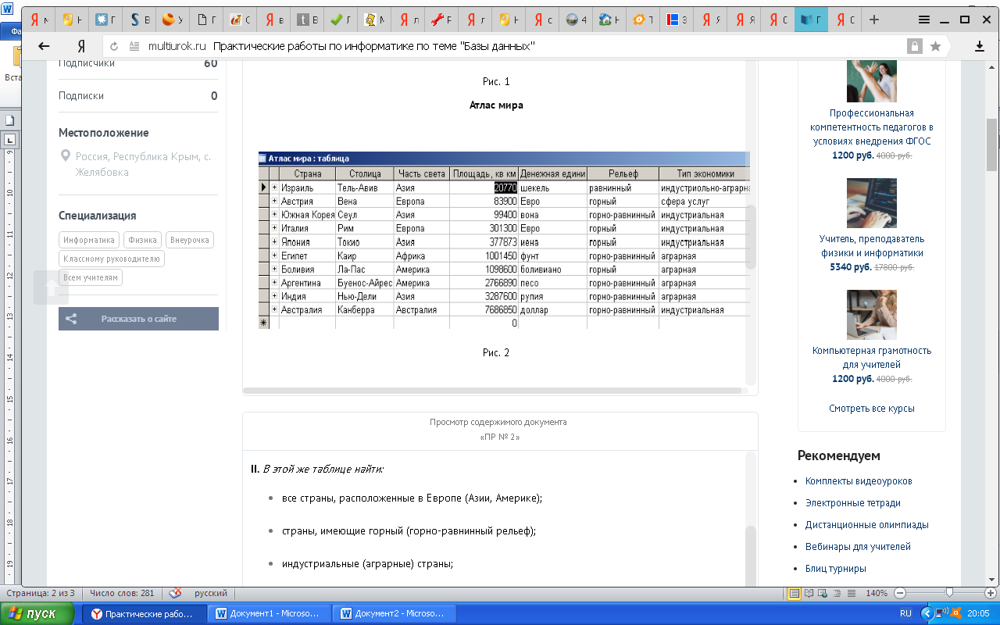 multiurok.ru Практические работы по информатике по теме "Базы данных"
Подписчики 60
Подписки 0
Местоположение
Россия, Республика Крым, с.
Желябовка
Специализация
Информатика Физика Внеурочка
Классному руководителю
Всем учителям
Рассказать о сайте
Рис. 1
Атлас мира
Атлас мира : таблица
Страна Столица Часть света Площадь, кв км Денежная едини Рельеф Тип экономики
+ Израиль Тель-Авив Азия 20770 шекель равнинный индустриольно-аграрна
+ Австрия Вена Европа 83900 Евро горный сфера услуг
+ Южная Корея Сеул Азия 99400 вона горно-равнинный индустриальная
+ Италия Рим Европа 301300 Евро горный индустриальная
+ Япония Токио Азия 377873 иена горный индустриальная
+ Египет Каир Африка 1001450 фунт горно-равнинный аграрная
+ Боливия Ла-Пас Америка 1098600 боливиано горный аграрная
+ Аргентина Буенос-Айрес Америка 2766890 песо горно-равнинный аграрная
+ Индия Нью-Дели Азия 3287600 рупия горно-равнинный аграрная
+ Австралия Канберра Австралия 7686850 доллар горно-равнинный индустриальная
0
Рис. 2
Просмотр содержимого документа
«ПР № 2»
II. В этой же таблице найти:
все страны, расположенные в Европе (Азии, Америке);
страны, имеющие горный (горно-равнинный рельеф);
индустриальные (аграрные) страны;
Профессиональная
компетентность педагогов в
условиях внедрения ФГОС
1200 руб. 4000 руб.
Учитель, преподаватель
физики и информатики
5340 руб. 17800 руб.
Компьютерная грамотность
для учителей
1200 руб. 4000 руб.
Смотреть все курсы
Рекомендуем
Комплекты видеоуроков
Электронные тетради
Дистанционные олимпиады
Вебинары для учителей
Блиц турниры
Страница: 2 из 3 Число слов: 281 русский 140%
пуск Практические рабо... Документ1 - Microso... Документ2 - Microso... RU 20:05